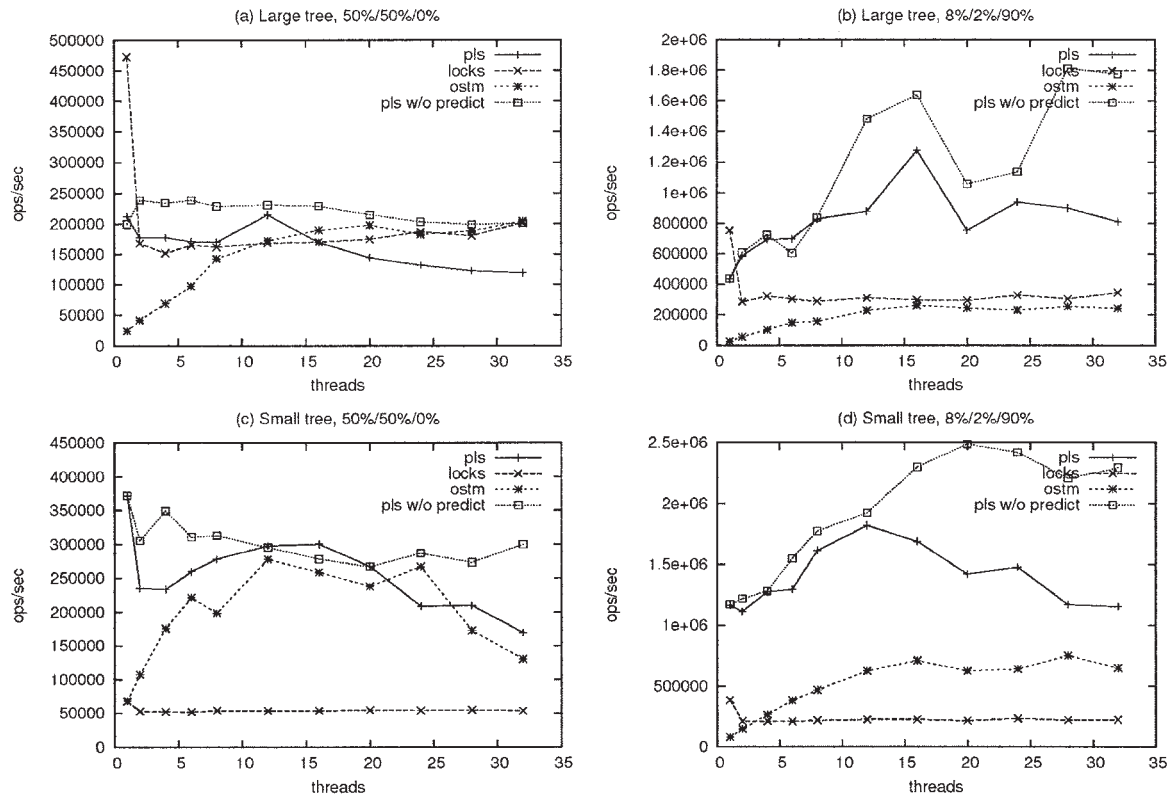 (a) Large tree, 50%/50%/0%
500000
450000
400000
350000
300000
250000
200000
150000
100000
50000
0
ops/sec
pls
locks
ostm
pls w/o predict
0 5 10 15 20 25 30 35
threads
(b) Large tree, 8%/2%/90%
2e+06
1.8e+06
1.6e+06
1.4e+06
1.2e+06
1e+06
800000
600000
400000
200000
0
ops/sec
pls
locks
ostm
pls w/o predict
0 5 10 15 20 25 30 35
threads
(c) Small tree, 50%/50%/0%
450000
400000
350000
300000
250000
200000
150000
100000
50000
0
ops/sec
pls
locks
ostm
pls w/o predict
0 5 10 15 20 25 30 35
threads
(d) Small tree, 8%/2%/90%
2.5e+06
2e+06
1.5e+06
1e+06
500000
0
ops/sec
pls
locks
ostm
pls w/o predict
0 5 10 15 20 25 30 35
threads